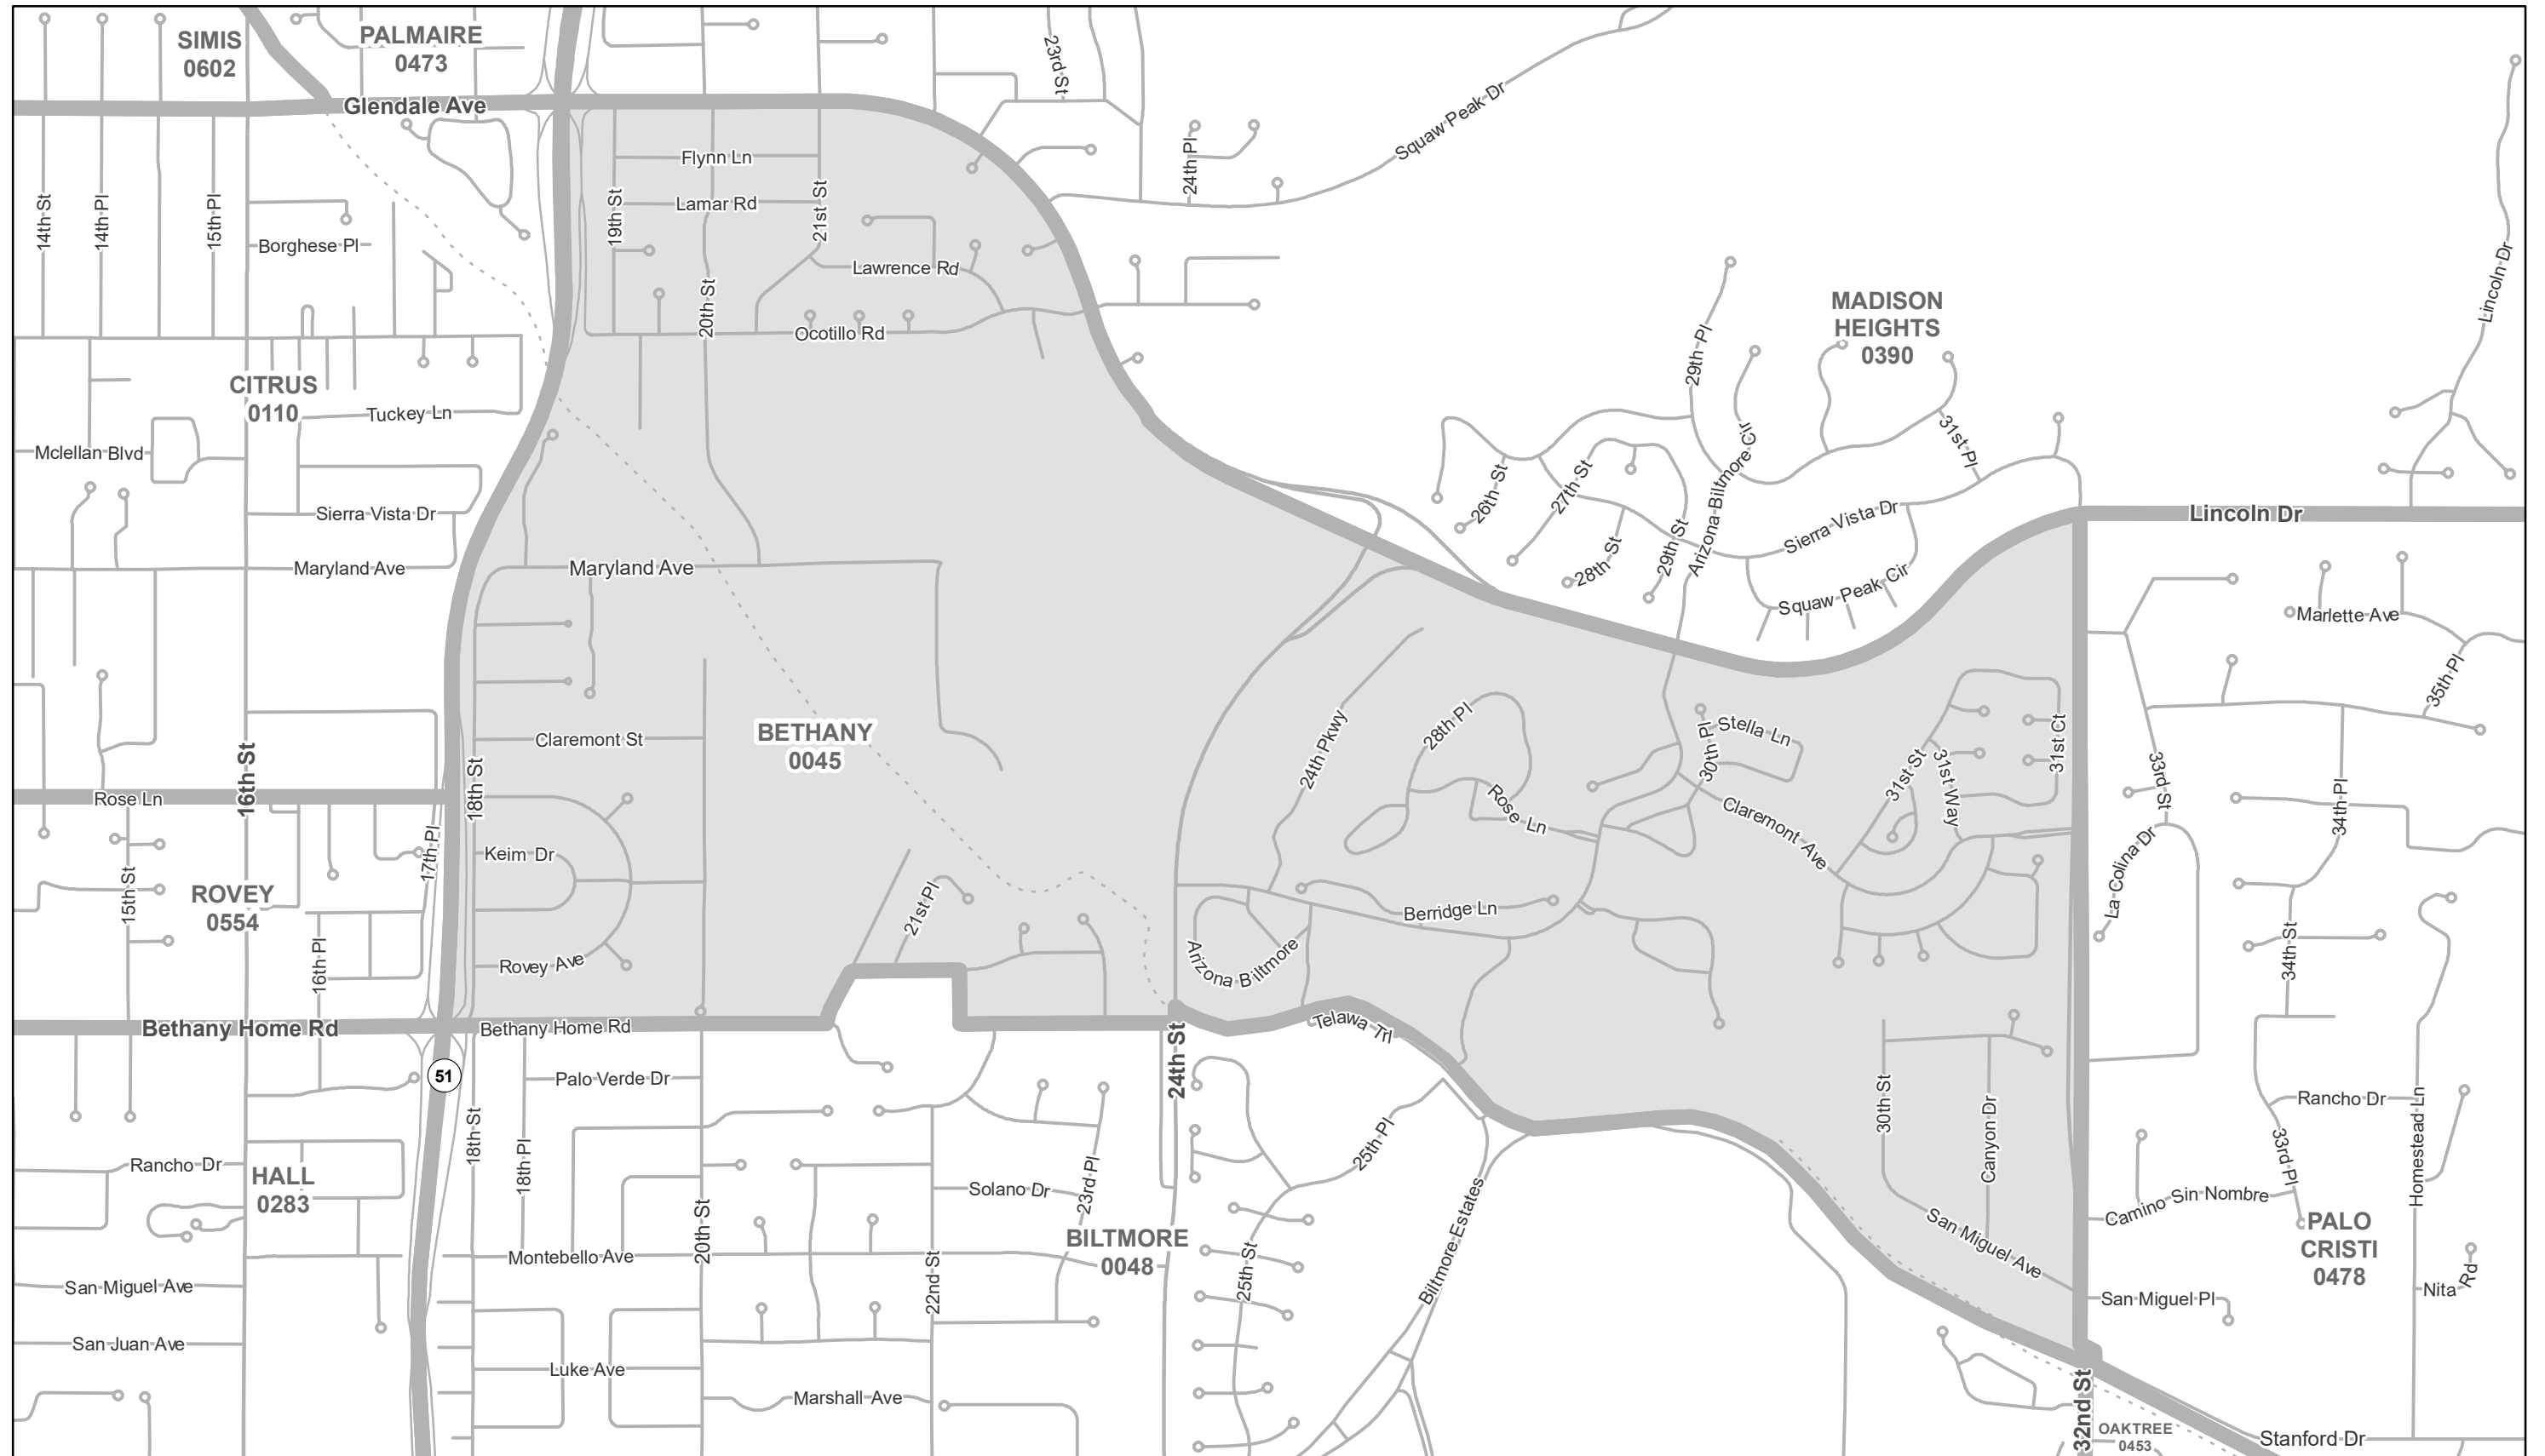 SIMIS
0602
PALMAIRE
0473
23rd St
Squaw Peak Dr
Glendale Ave
Flynn Ln
24th Pl
14th St
14th Pl
15th Pl
19th St
Lamar Rd
21st St
Borghese Pl
Lawrence Rd
20th St
Ocotillo Rd
Lincoln Dr
MADISON
HEIGHTS
0390
29th Pl
CITRUS
0110
Tuckey Ln
Mclellan Blvd
31st Pl
26th St
27th St
Arizona Biltmore Cir
Sierra Vista Dr
Sierra Vista Dr
Lincoln Dr
28th St
29th St
Maryland Ave
Maryland Ave
Squaw Peak Cir
Marlette Ave
35th Pl
BETHANY
0045
Claremont St
24th Pkwy
28th Pl
30th Pl
Stella Ln
31st St
31st Way
31st Ct
16th St
18th St
Rose Ln
Rose Ln
Claremont Ave
33rd St
34th Pl
17th Pl
Keim Dr
La Colina Dr
15th St
ROVEY
0554
21st Pl
Berridge Ln
16th Pl
Rovey Ave
Arizona Biltmore
34th St
Bethany Home Rd
Bethany Home Rd
Telawa Trl
51
24th St
Palo Verde Dr
30th St
Canyon Dr
Rancho Dr
Homestead Ln
18th St
18th Pl
25th Pl
33rd Pl
Rancho Dr
HALL
0283
Solano Dr
23rd Pl
Camino Sin Nombre
20th St
BILTMORE
0048
Biltmore Estates
San Miguel Ave
PALO
CRISTI
0478
Montebello Ave
22nd St
25th St
San Miguel Ave
San Miguel Pl
Nita Rd
San Juan Ave
Luke Ave
Marshall Ave
32nd St
OAKTREE
0453
Stanford Dr